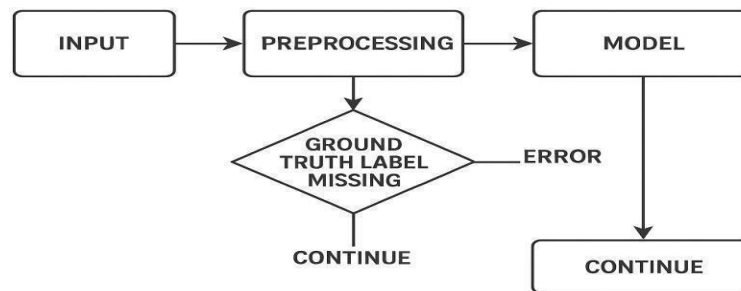 INPUT
PREPROCESSING
MODEL
GROUND
TRUTH LABEL
MISSING
ERROR
CONTINUE
CONTINUE